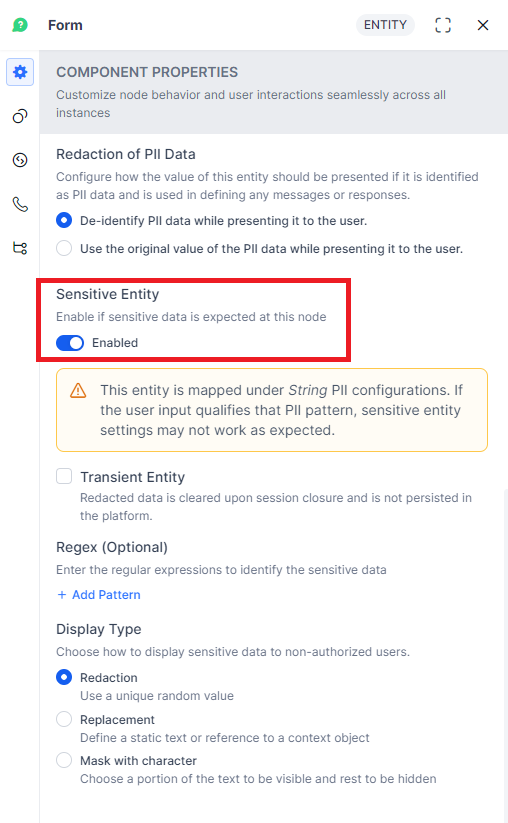 Form
ENTITY
COMPONENT PROPERTIES
Customize node behavior and user interactions seamlessly across all
instances
Redaction of PII Data
Configure how the value of this entity should be presented if it is identified
as PII data and is used in defining any messages or responses.
De-identify PII data while presenting it to the user.
Use the original value of the PII data while presenting it to the user.
Sensitive Entity
Enable if sensitive data is expected at this node
Enabled
This entity is mapped under String PII configurations. If
the user input qualifies that PII pattern, sensitive entity
settings may not work as expected.
Transient Entity
Redacted data is cleared upon session closure and is not persisted in
the platform.
Regex (Optional)
Enter the regular expressions to identify the sensitive data
+ Add Pattern
Display Type
Choose how to display sensitive data to non-authorized users.
Redaction
Use a unique random value
Replacement
Define a static text or reference to a context object
Mask with character
Choose a portion of the text to be visible and rest to be hidden